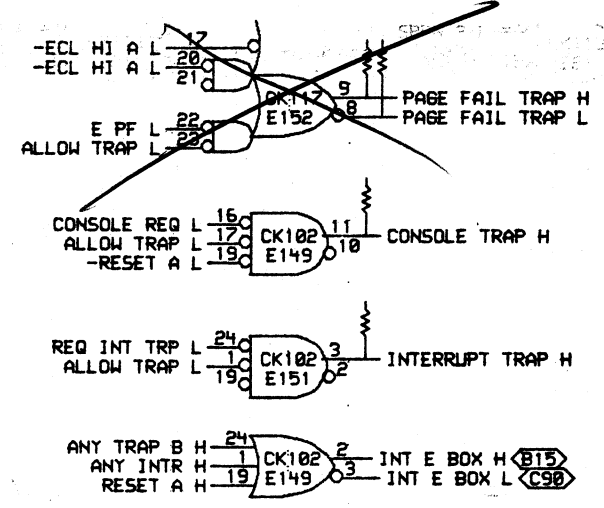 17
-ECL HI A L
20
-ECL HI A L
21
CK117
E152
9
PAGE FAIL TRAP H
8
PAGE FAIL TRAP L
22
E PF L
23
ALLOW TRAP L
CONSOLE REQ L 16
ALLOW TRAP L 17
-RESET A L 19
CK102
E149
11
10
CONSOLE TRAP H
REQ INT TRP L 24
ALLOW TRAP L 1
19
CK102
E151
3
2
INTERRUPT TRAP H
ANY TRAP B H 24
ANY INTR H 1
RESET A H 19
CK102
E149
2
INT E BOX H B15
3
INT E BOX L C90